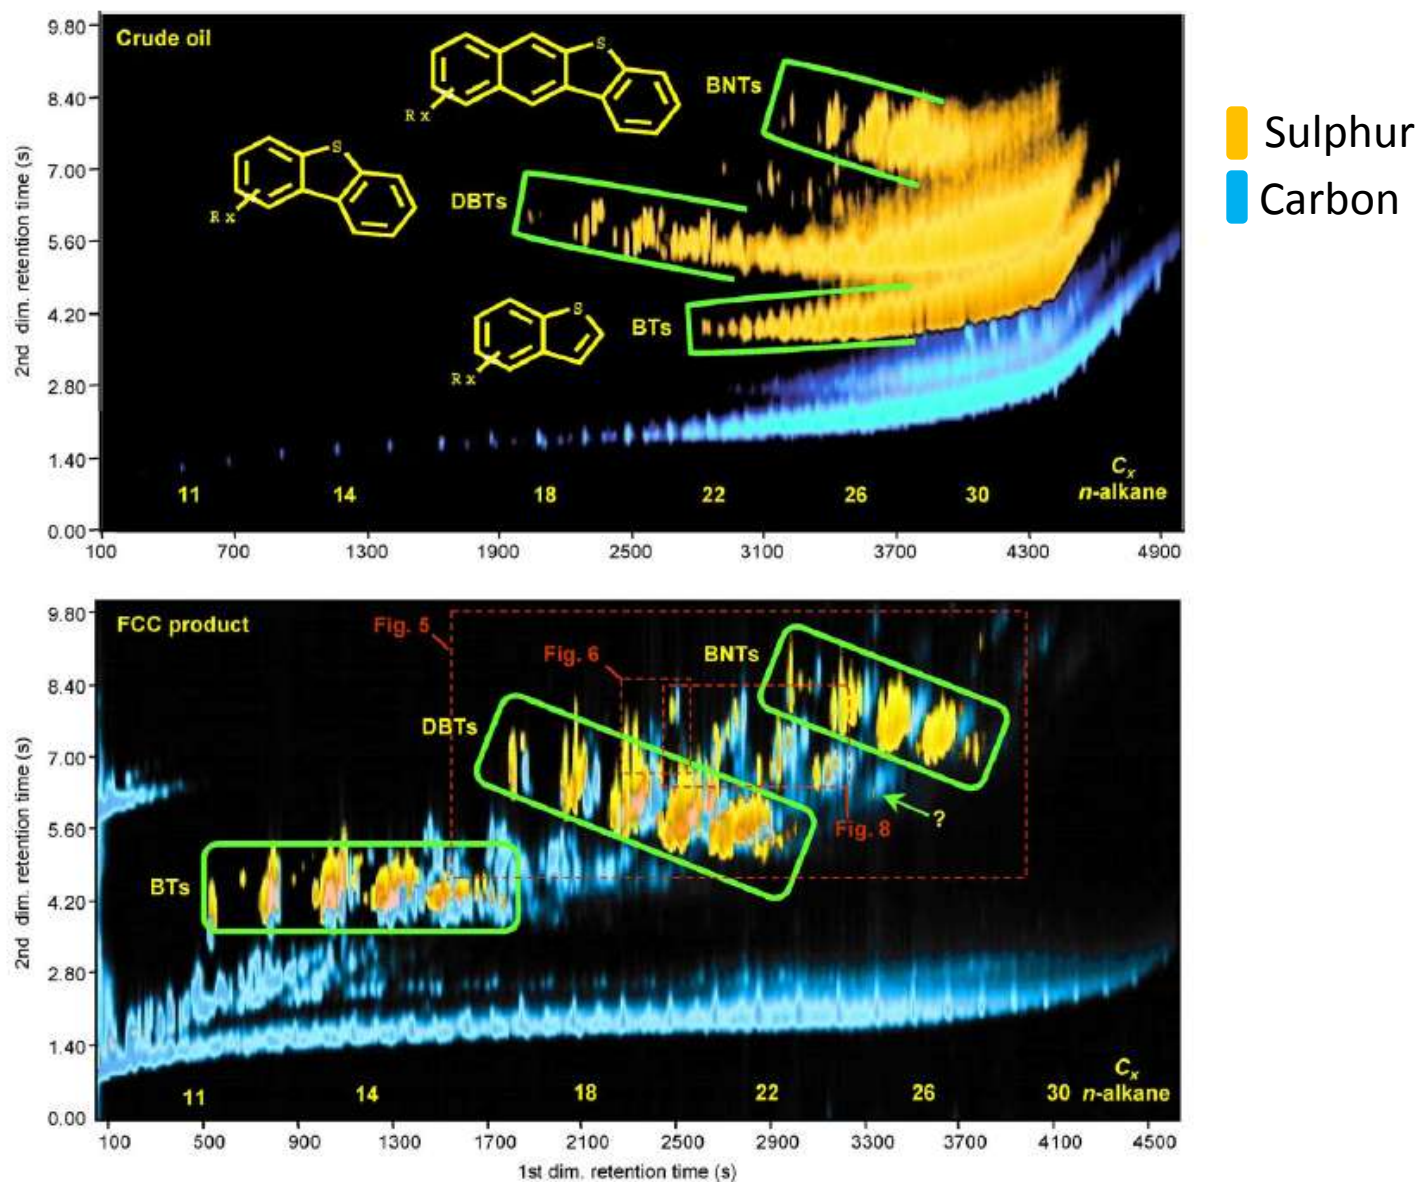 Crude oil
Sulphur
Carbon
BNTs
DBTs
BTs
S
R x
S
R x
S
R x
2nd dim. retention time (s)
9.80
8.40
7.00
5.60
4.20
2.80
1.40
0.00
11 14 18 22 26 30 Cx
n-alkane
100 700 1300 1900 2500 3100 3700 4300 4900
FCC product
Fig. 5
Fig. 6
BNTs
DBTs
BTs
Fig. 8
?
2nd dim. retention time (s)
9.80
8.40
7.00
5.60
4.20
2.80
1.40
0.00
11 14 18 22 26 30 Cx
n-alkane
100 500 900 1300 1700 2100 2500 2900 3300 3700 4100 4500
1st dim. retention time (s)